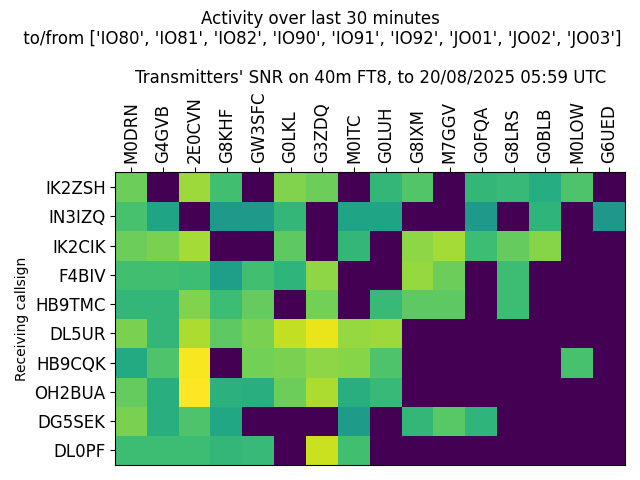 Activity over last 30 minutes
to/from ['IO80', 'IO81', 'IO82', 'IO90', 'IO91', 'IO92', 'JO01', 'JO02', 'JO03']
Transmitters' SNR on 40m FT8, to 20/08/2025 05:59 UTC
M0DRN
G4GVB
2E0CVN
G8KHF
GW3SFC
G0LKL
G3ZDQ
M0ITC
G0LUH
G8IXM
M7GGV
G0FQA
G8LRS
G0BLB
M0LOW
G6UED
Receiving callsign
IK2ZSH
IN3IZQ
IK2CIK
F4BIV
HB9TMC
DL5UR
HB9CQK
OH2BUA
DG5SEK
DL0PF